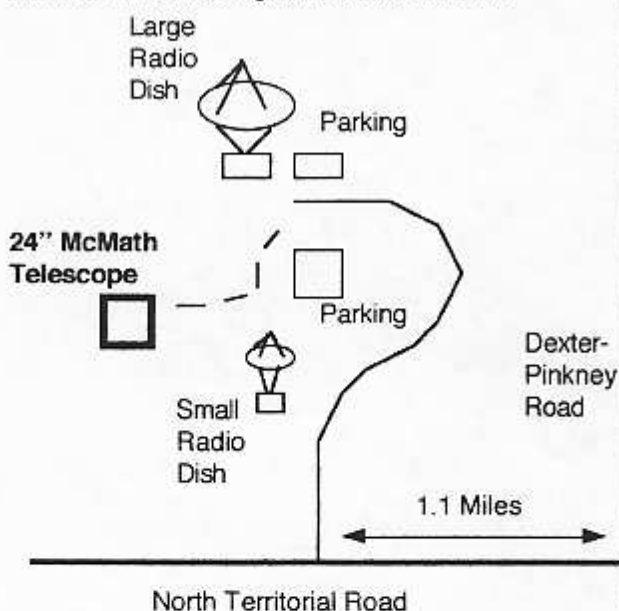 Large
Radio
Dish
Parking
24" McMath
Telescope
Parking
Dexter-
Pinkney
Road
Small
Radio
Dish
1.1 Miles
North Territorial Road